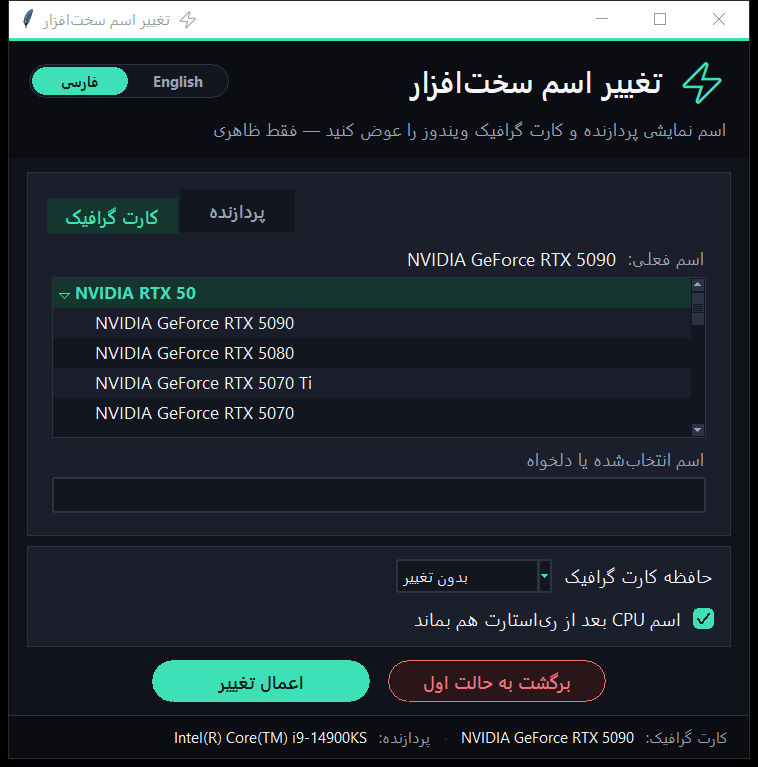 تغییر اسم سخت‌افزار
فارسی
English
تغییر اسم سخت‌افزار
اسم نمایشی پردازنده و کارت گرافیک ویندوز را عوض کنید — فقط ظاهری
کارت گرافیک
پردازنده
اسم فعلی: NVIDIA GeForce RTX 5090
NVIDIA RTX 50
NVIDIA GeForce RTX 5090
NVIDIA GeForce RTX 5080
NVIDIA GeForce RTX 5070 Ti
NVIDIA GeForce RTX 5070
اسم انتخاب‌شده یا دلخواه
حافظه کارت گرافیک
بدون تغییر
اسم CPU بعد از ری‌استارت هم بماند
برگشت به حالت اول
اعمال تغییر
کارت گرافیک: NVIDIA GeForce RTX 5090 · پردازنده: Intel(R) Core(TM) i9-14900KS